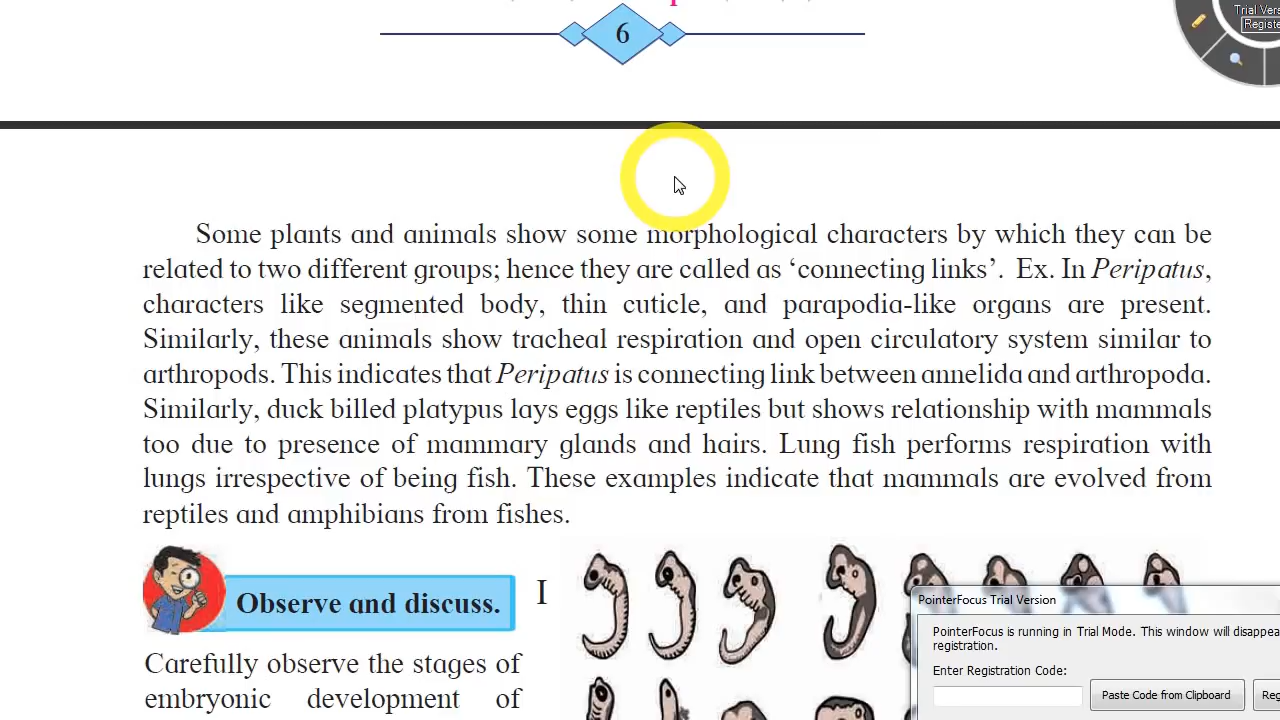 Trial Vers
Registe
6
Some plants and animals show some morphological characters by which they can be
related to two different groups; hence they are called as ‘connecting links’. Ex. In Peripatus,
characters like segmented body, thin cuticle, and parapodia-like organs are present.
Similarly, these animals show tracheal respiration and open circulatory system similar to
arthropods. This indicates that Peripatus is connecting link between annelida and arthropoda.
Similarly, duck billed platypus lays eggs like reptiles but shows relationship with mammals
too due to presence of mammary glands and hairs. Lung fish performs respiration with
lungs irrespective of being fish. These examples indicate that mammals are evolved from
reptiles and amphibians from fishes.
Observe and discuss.
I
Carefully observe the stages of
embryonic development of
PointerFocus Trial Version
PointerFocus is running in Trial Mode. This window will disappea
registration.
Enter Registration Code:
Paste Code from Clipboard
Reg